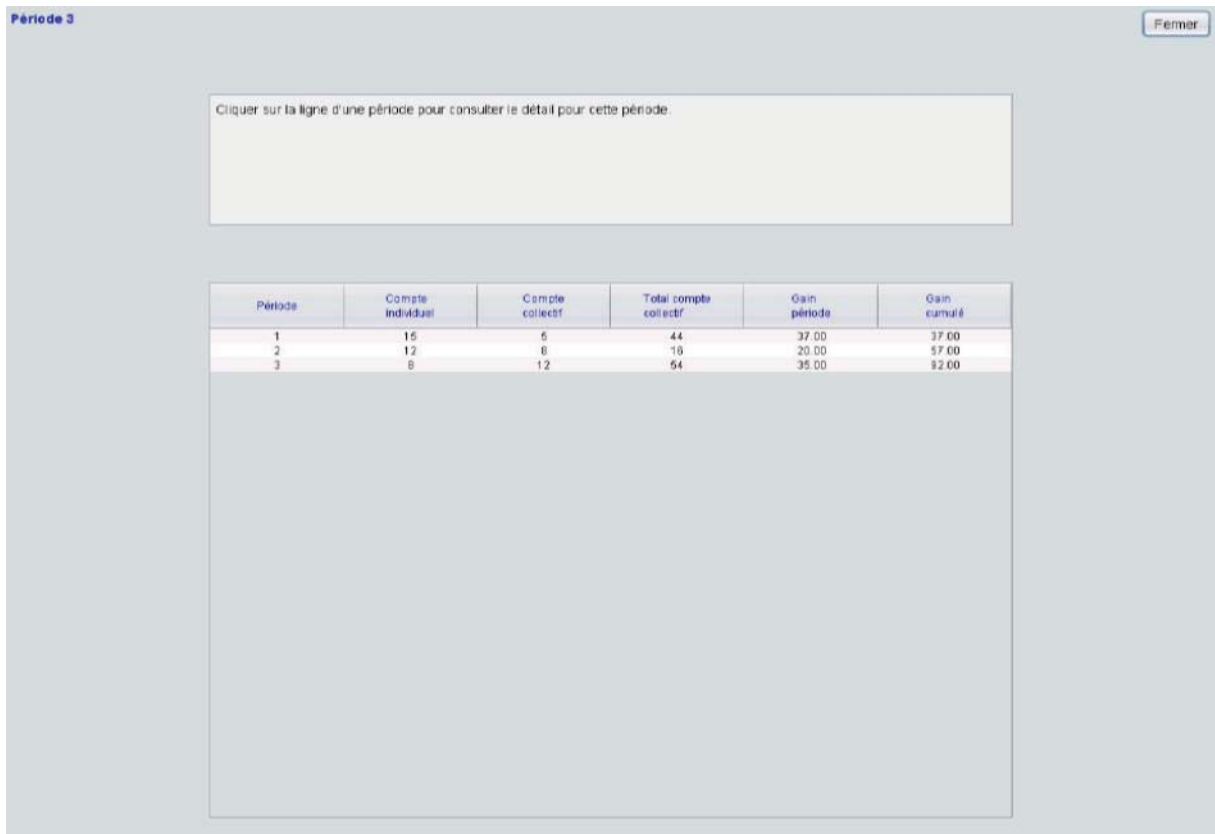 Période 3
Fermer
Cliquer sur la ligne d'une période pour consulter le détail pour cette période.
Période Compte individuel Compte collectif Total compte collectif Gain période Gain cumulé
1 15 5 44 37.00 37.00
2 12 8 16 20.00 57.00
3 8 12 54 35.00 92.00